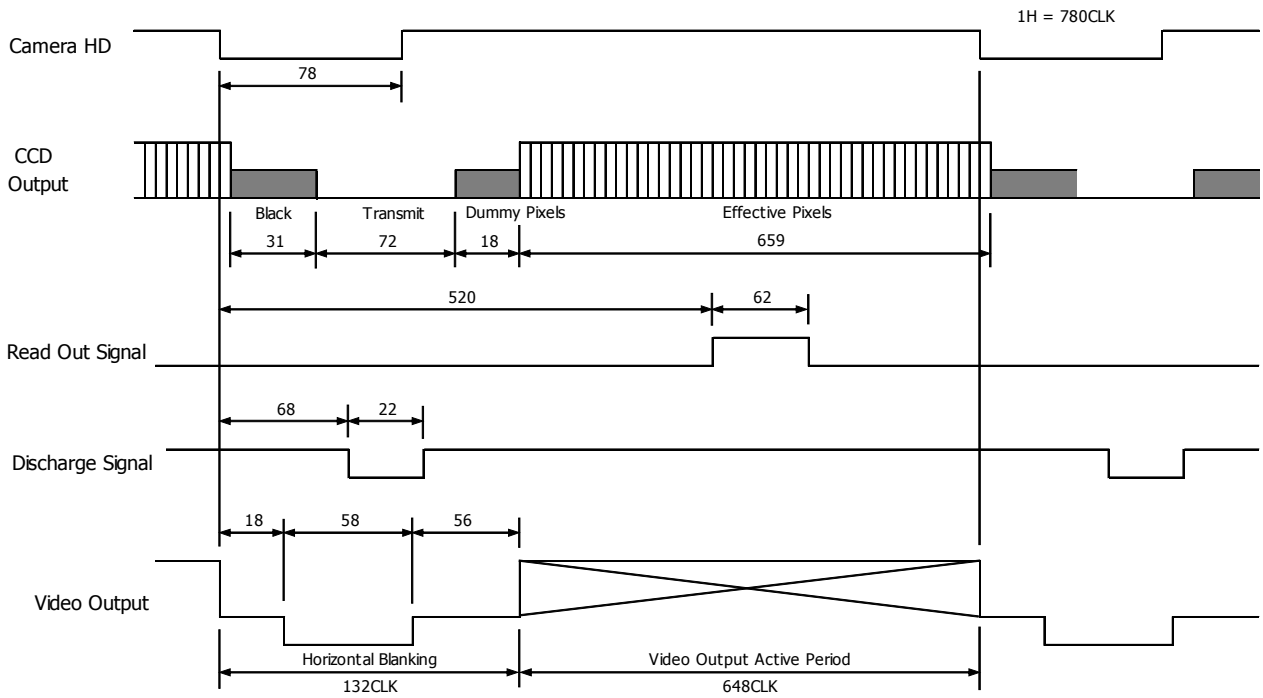 1H = 780CLK
Camera HD
78
CCD
Output
Black
Transmit
Dummy Pixels
Effective Pixels
31
72
18
659
520
62
Read Out Signal
68
22
Discharge Signal
18
58
56
Video Output
Horizontal Blanking
Video Output Active Period
132CLK
648CLK